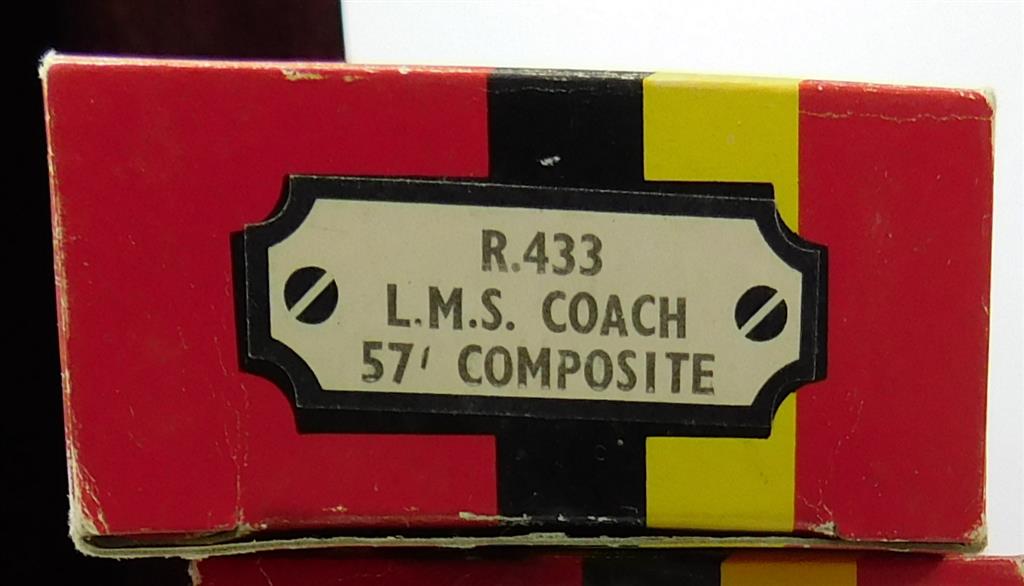 R.433
L.M.S. COACH
57' COMPOSITE